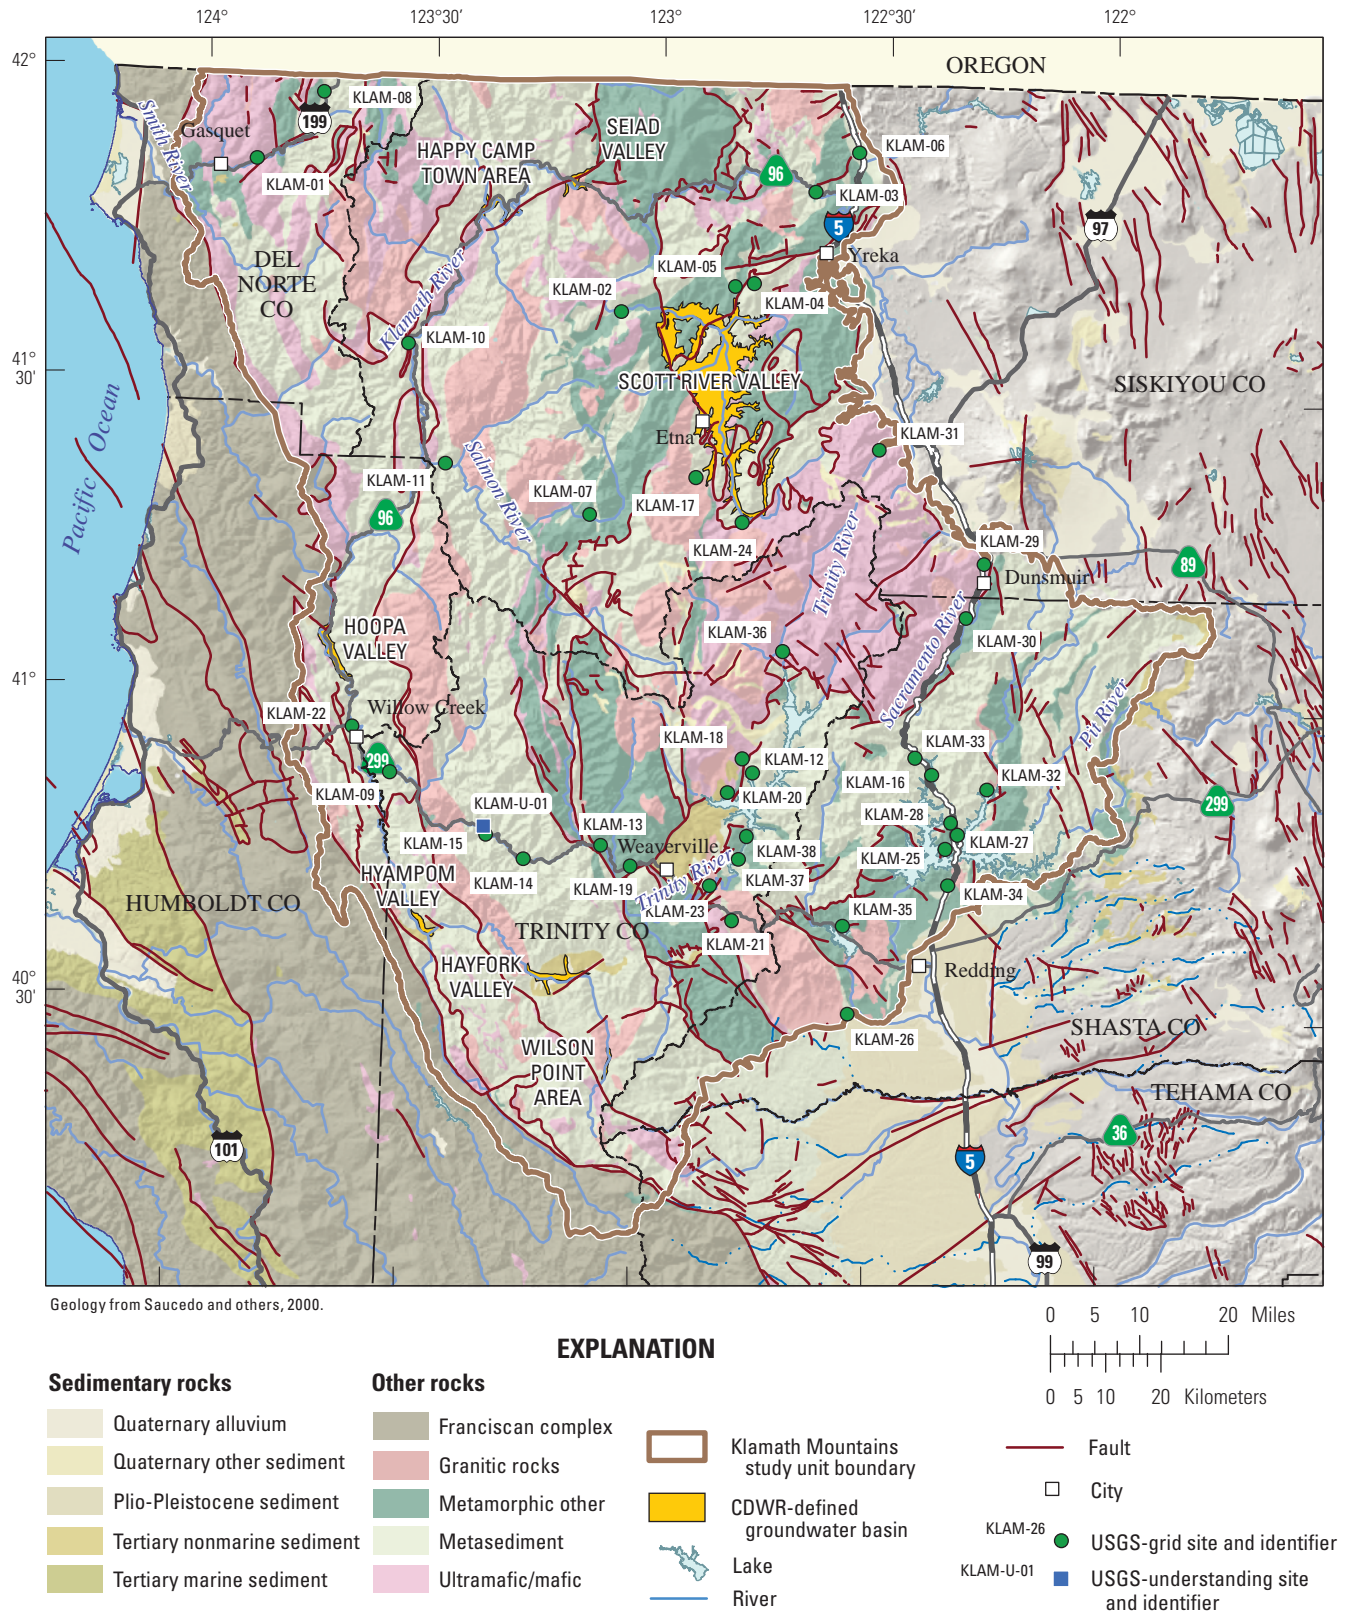 124°
123°30'
123°
122°30'
122°
42°
41°
30'
41°
40°
30'
OREGON
Smith River
Gasquet
KLAM-08
199
KLAM-01
HAPPY CAMP
TOWN AREA
SEIAD
VALLEY
96
KLAM-06
KLAM-03
5
Yreka
97
DEL
NORTE
CO
Klamath River
KLAM-05
KLAM-02
KLAM-04
KLAM-10
SCOTT RIVER VALLEY
SISKIYOU CO
Pacific Ocean
Etna
KLAM-31
Salmon River
KLAM-11
KLAM-07
KLAM-17
96
KLAM-24
Trinity River
KLAM-29
Dunsmuir
89
HOOPA
VALLEY
KLAM-36
KLAM-30
Sacramento River
Pit River
KLAM-22
Willow Creek
KLAM-18
KLAM-33
299
KLAM-12
KLAM-16
KLAM-32
KLAM-09
KLAM-U-01
KLAM-20
299
KLAM-28
KLAM-13
KLAM-15
Weaverville
KLAM-38
KLAM-27
KLAM-25
HYAMPOM
VALLEY
KLAM-14
KLAM-19
Trinity River
KLAM-37
KLAM-34
HUMBOLDT CO
KLAM-23
KLAM-35
TRINITY CO
KLAM-21
HAYFORK
VALLEY
Redding
SHASTA CO
KLAM-26
WILSON
POINT
AREA
TEHAMA CO
36
101
5
99
Geology from Saucedo and others, 2000.
0 5 10 20 Miles
0 5 10 20 Kilometers
EXPLANATION
Sedimentary rocks
Quaternary alluvium
Quaternary other sediment
Plio-Pleistocene sediment
Tertiary nonmarine sediment
Tertiary marine sediment
Other rocks
Franciscan complex
Granitic rocks
Metamorphic other
Metasediment
Ultramafic/mafic
Klamath Mountains
study unit boundary
CDWR-defined
groundwater basin
Lake
River
Fault
City
KLAM-26
USGS-grid site and identifier
KLAM-U-01
USGS-understanding site
and identifier